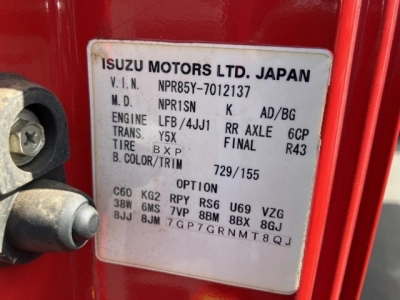 ISUZU MOTORS LTD. JAPAN
V.I.N. NPR85Y-7012137
M.D. NPR1SN K AD/BG
ENGINE LFB/4JJ1 RR AXLE 6CP
TRANS. Y5X FINAL R43
TIRE BXP
B.COLOR/TRIM 729/155
OPTION
C60 KG2 RPY RS6 U69 VZG
38W 6MS 7VP 8BM 8BX 8GJ
8JJ 8JM 7GP7GRNMT8QJ